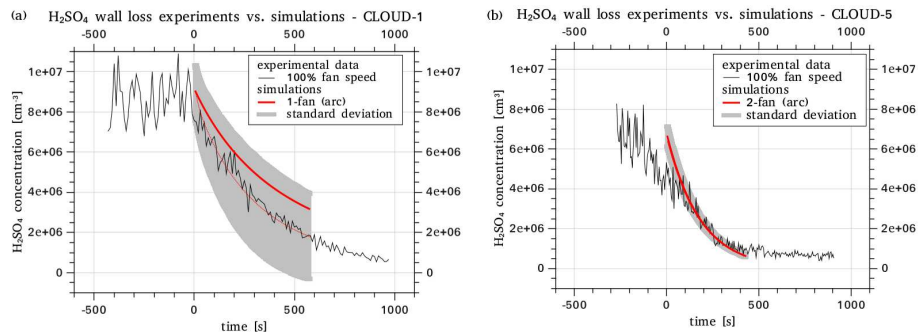 (a) H₂SO₄ wall loss experiments vs. simulations - CLOUD-1
-500 0 500 1000
experimental data
100% fan speed
simulations
1-fan (arc)
standard deviation
1e+07 1e+07
8e+06 8e+06
6e+06 6e+06
4e+06 4e+06
2e+06 2e+06
0 0
H₂SO₄ concentration [cm³]
-500 0 500 1000
time [s]
(b) H₂SO₄ wall loss experiments vs. simulations - CLOUD-5
-500 0 500 1000
experimental data
100% fan speed
simulations
2-fan (arc)
standard deviation
1e+07 1e+07
8e+06 8e+06
6e+06 6e+06
4e+06 4e+06
2e+06 2e+06
0 0
H₂SO₄ concentration [cm³]
-500 0 500 1000
time [s]